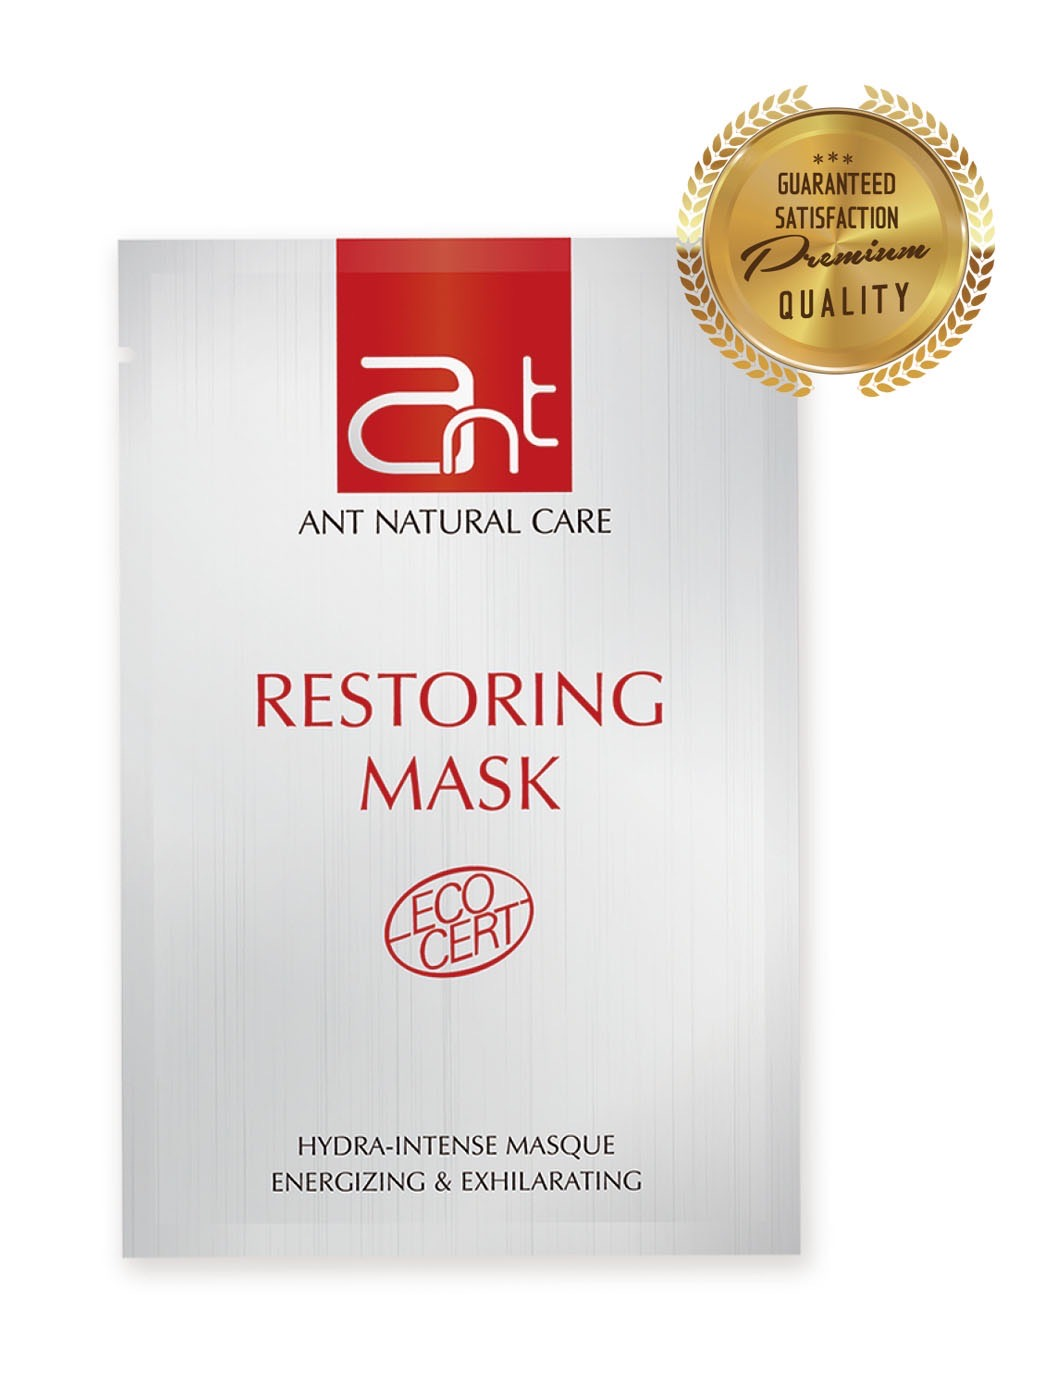 ***
GUARANTEED
SATISFACTION
Premium
QUALITY
ant
ANT NATURAL CARE
RESTORING
MASK
ECO
CERT
HYDRA-INTENSE MASQUE
ENERGIZING & EXHILARATING